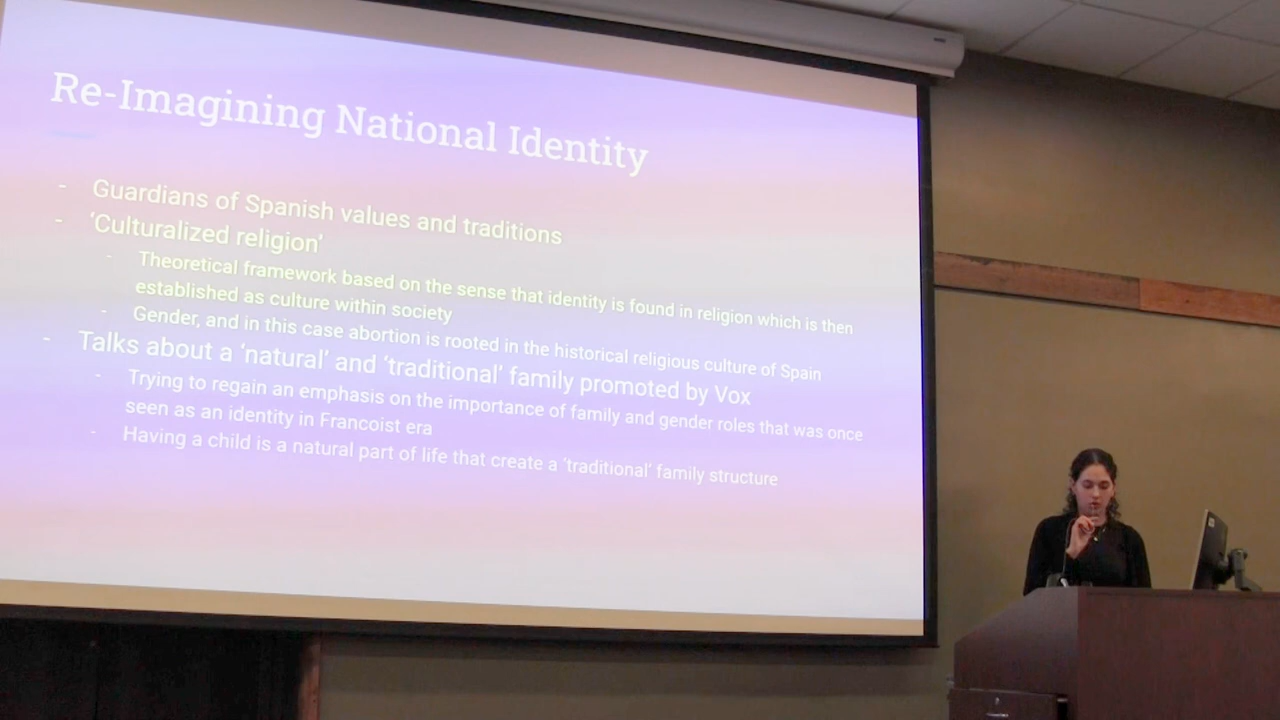 Re-Imagining National Identity
- Guardians of Spanish values and traditions
- 'Culturalized religion'
- Theoretical framework based on the sense that identity is found in religion which is then
established as culture within society
- Gender, and in this case abortion is rooted in the historical religious culture of Spain
- Talks about a 'natural' and 'traditional' family promoted by Vox
- Trying to regain an emphasis on the importance of family and gender roles that was once
seen as an identity in Francoist era
- Having a child is a natural part of life that create a 'traditional' family structure